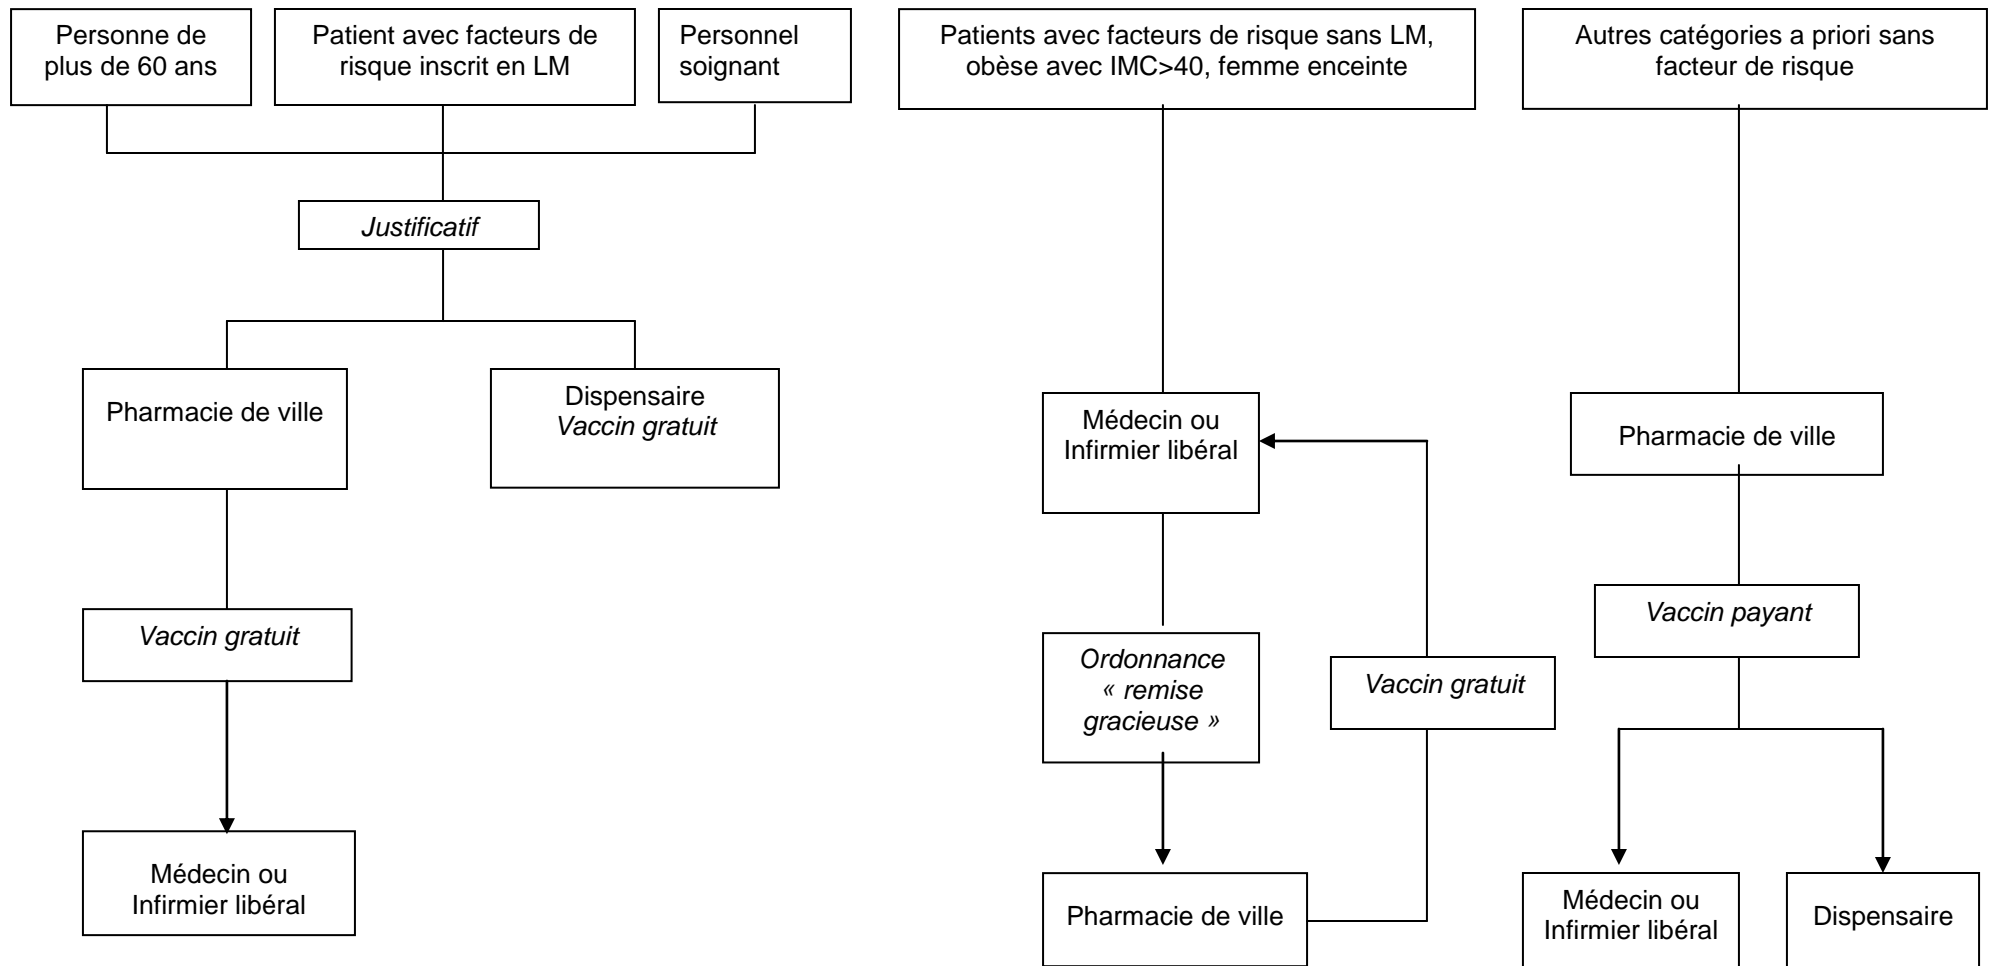 Personne de
plus de 60 ans
Patient avec facteurs de
risque inscrit en LM
Personnel
soignant
Patients avec facteurs de risque sans LM,
obèse avec IMC>40, femme enceinte
Autres catégories a priori sans
facteur de risque
Justificatif
Pharmacie de ville
Dispensaire
Vaccin gratuit
Médecin ou
Infirmier libéral
Pharmacie de ville
Vaccin gratuit
Ordonnance
« remise
gracieuse »
Vaccin gratuit
Vaccin payant
Médecin ou
Infirmier libéral
Pharmacie de ville
Médecin ou
Infirmier libéral
Dispensaire